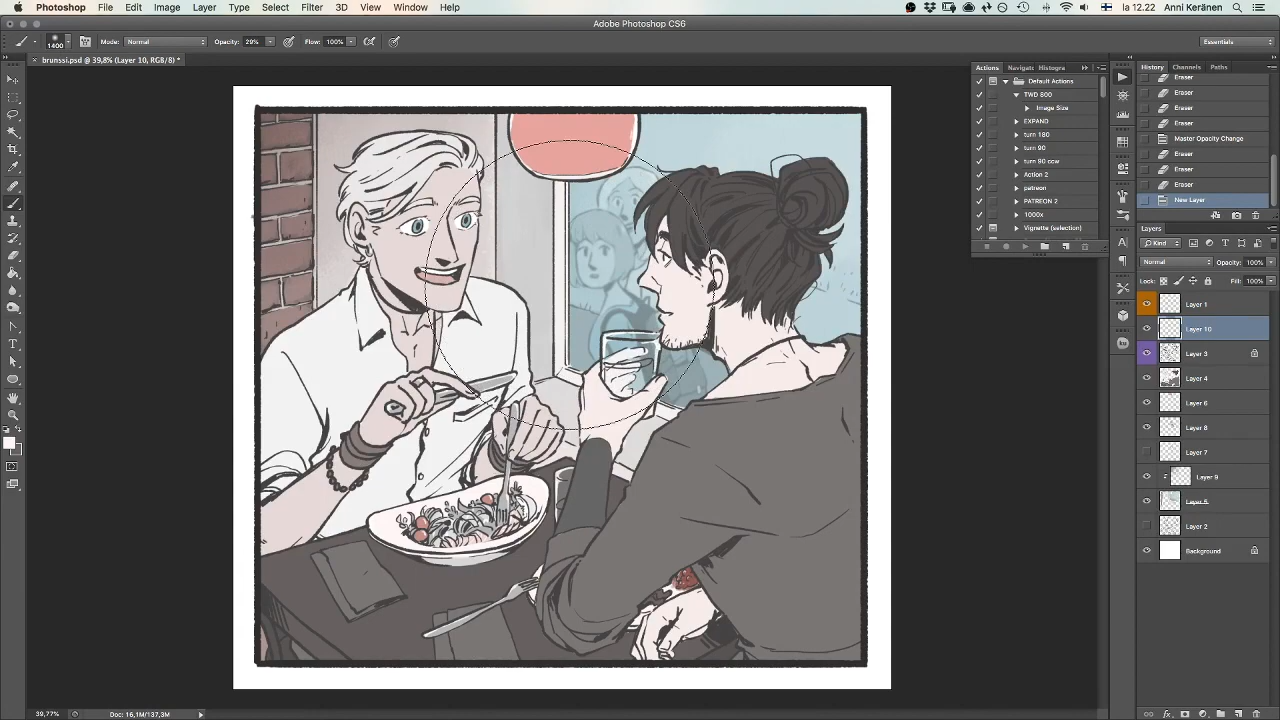 Photoshop File Edit Image Layer Type Select Filter 3D View Window Help
la 12.22 Anni Keränen
Adobe Photoshop CS6
1400 Mode: Normal Opacity: 29% Flow: 100% Essentials
brunssi.psd @ 39,8% (Layer 10, RGB/8) *
Actions Navigat Histogra
Default Actions
TWD 800
Image Size
EXPAND
turn 180
turn 90
turn 90 ccw
Action 2
patreon
PATREON 2
1000x
Vignette (selection)
History Channels Paths
Eraser
Eraser
Eraser
Eraser
Master Opacity Change
Eraser
Eraser
Eraser
New Layer
Layers
Kind
Normal Opacity: 100%
Lock: Fill: 100%
Layer 1
Layer 10
Layer 3
Layer 4
Layer 6
Layer 8
Layer 7
Layer 9
Layer 5
Layer 2
Background
39,77% Doc: 16,1M/137,3M